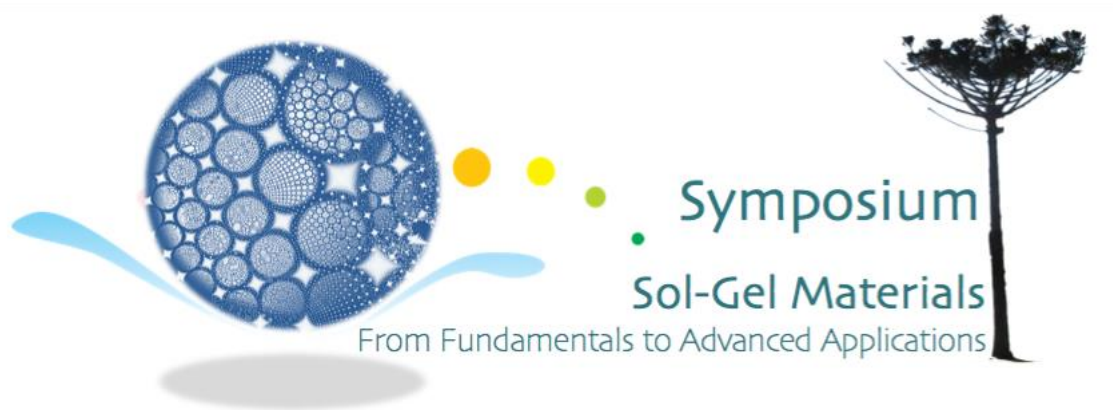 Symposium
Sol-Gel Materials
From Fundamentals to Advanced Applications